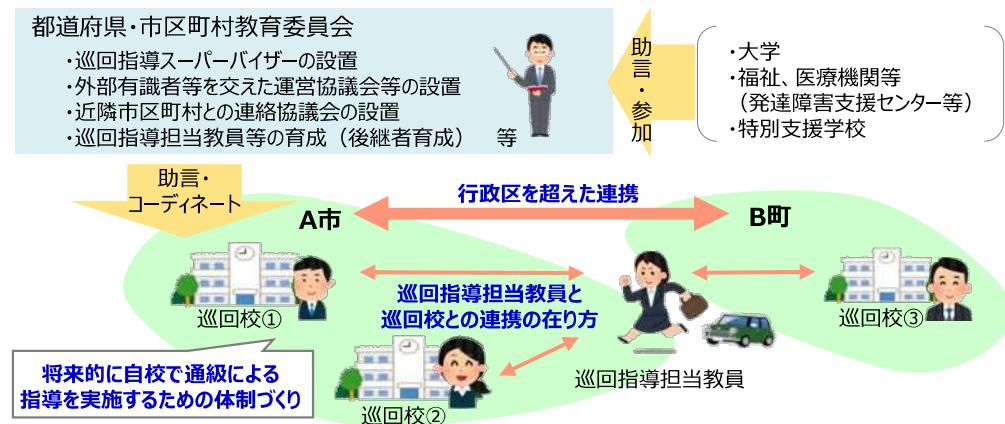 都道府県・市区町村教育委員会
・巡回指導スーパーバイザーの設置
・外部有識者等を交えた運営協議会等の設置
・近隣市区町村との連絡協議会の設置
・巡回指導担当教員等の育成（後継者育成）　等
助言・参加
・大学
・福祉、医療機関等
（発達障害支援センター等）
・特別支援学校
助言・
コーディネート
行政区を超えた連携
A市
B町
巡回校①
巡回指導担当教員と
巡回校との連携の在り方
巡回校③
将来的に自校で通級による
指導を実施するための体制づくり
巡回校②
巡回指導担当教員